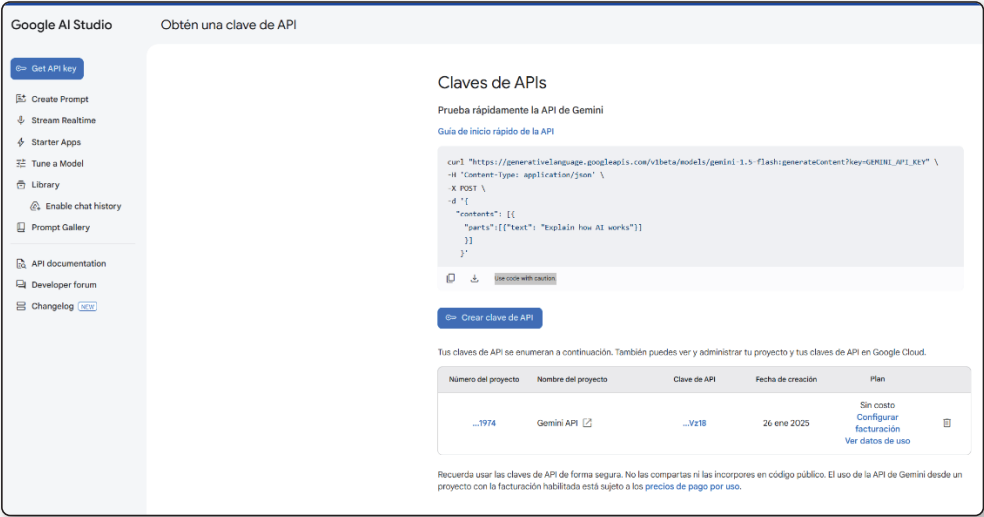 Google AI Studio
Obtén una clave de API
Get API key
Create Prompt
Stream Realtime
Starter Apps
Tune a Model
Library
Enable chat history
Prompt Gallery
API documentation
Developer forum
Changelog NEW
Claves de APIs
Prueba rápidamente la API de Gemini
Guía de inicio rápido de la API
curl "https://generativelanguage.googleapis.com/v1beta/models/gemini-1.5-flash:generateContent?key=GEMINI_API_KEY" \
-H 'Content-Type: application/json' \
-X POST \
-d '{
"contents": [{
"parts":[{"text": "Explain how AI works"}]
}]
}'
Use code with caution
Crear clave de API
Tus claves de API se enumeran a continuación. También puedes ver y administrar tu proyecto y tus claves de API en Google Cloud.
Número del proyecto Nombre del proyecto Clave de API Fecha de creación Plan
...1974 Gemini API ...Vz18 26 ene 2025 Sin costo
Configurar
facturación
Ver datos de uso
Recuerda usar las claves de API de forma segura. No las compartas ni las incorpores en código público. El uso de la API de Gemini desde un
proyecto con la facturación habilitada está sujeto a los precios de pago por uso.